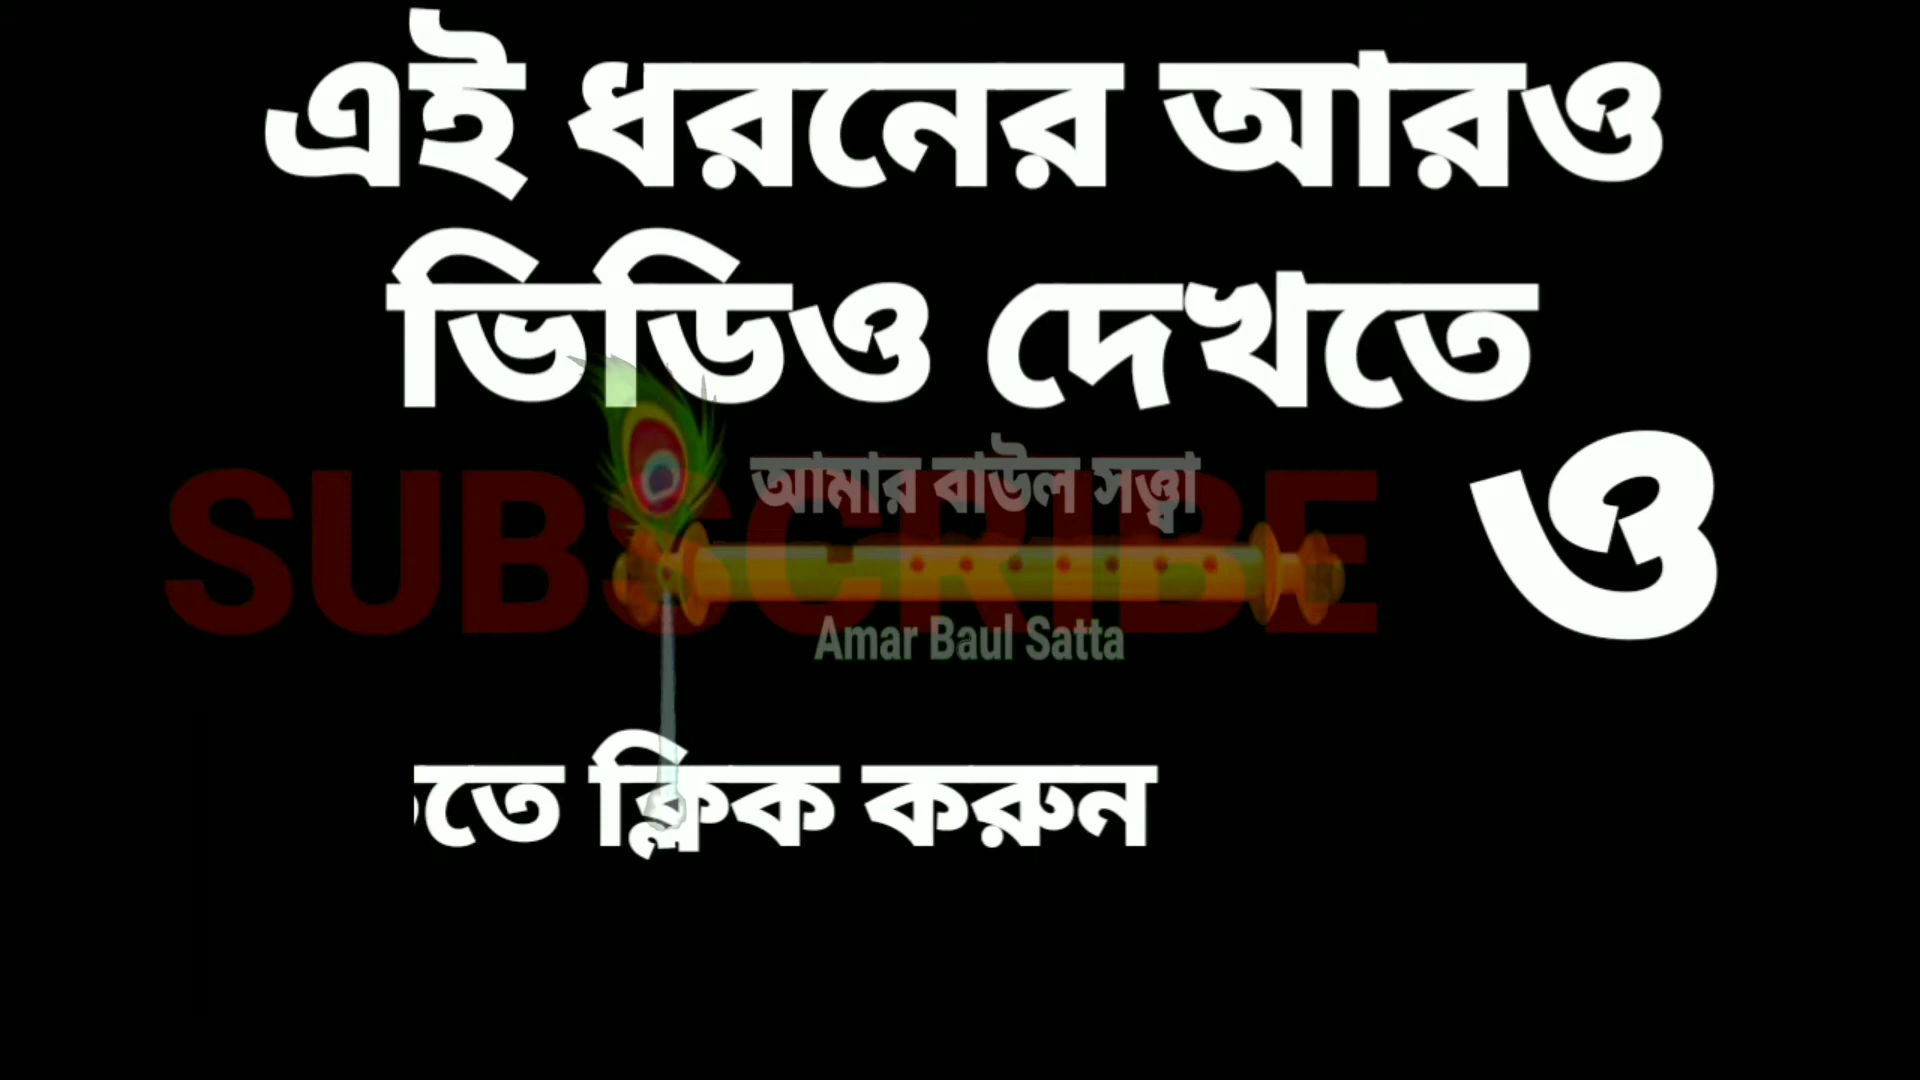 এই ধরনের আরও
ভিডিও দেখতে
আমার বাউল সত্ত্বা
SUBSCRIBE ও
Amar Baul Satta
ক্লিক করুন